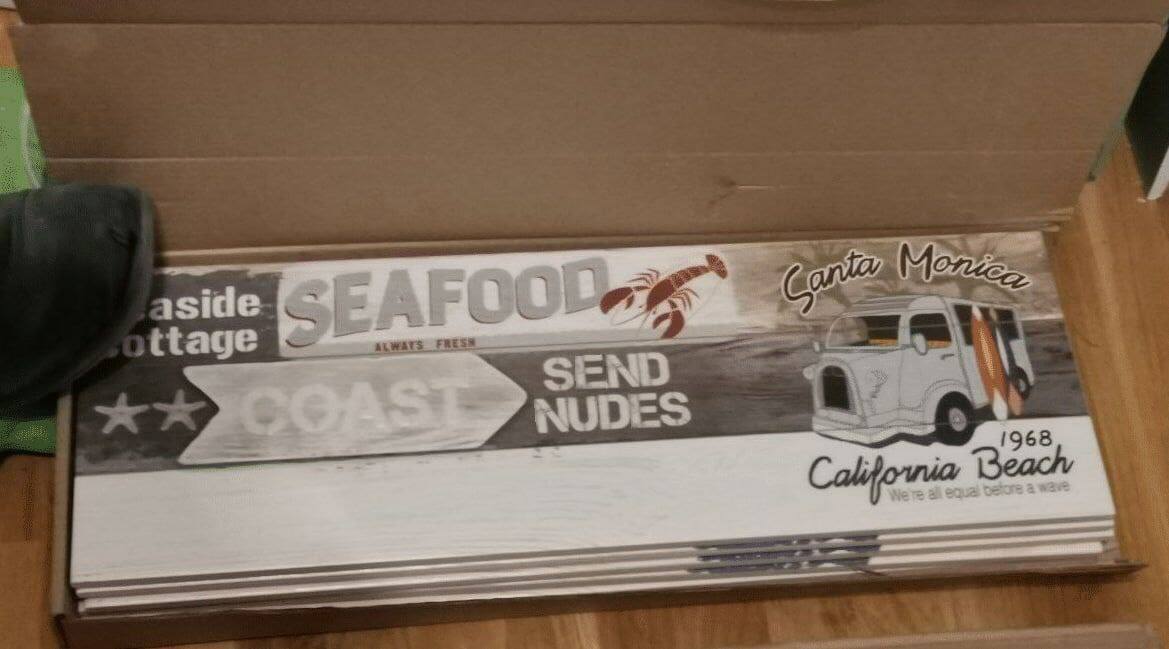 aside
ottage
SEAFOOD
ALWAYS FRESH
COAST
SEND
NUDES
Santa Monica
1968
California Beach
We're all equal before a wave